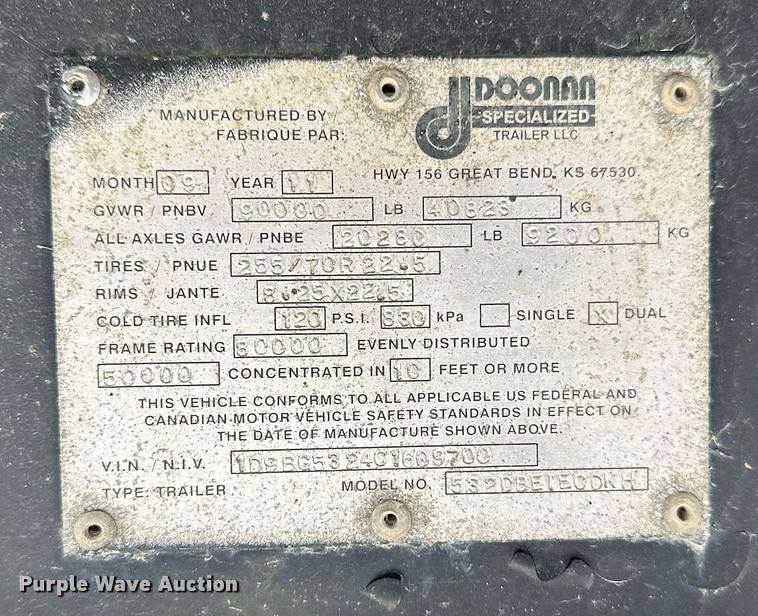 DOONAN
SPECIALIZED
TRAILER LLC
MANUFACTURED BY
FABRIQUE PAR:
HWY 156 GREAT BEND, KS 67530
MONTH 09 YEAR 11
GVWR / PNBV 90000 LB 40823 KG
ALL AXLES GAWR / PNBE 20280 LB 9200 KG
TIRES / PNUE 255/70R22.5
RIMS / JANTE 8.25X22.5
COLD TIRE INFL 120 P.S.I. 830 kPa SINGLE X DUAL
FRAME RATING 80000 EVENLY DISTRIBUTED
50000 CONCENTRATED IN 10 FEET OR MORE
THIS VEHICLE CONFORMS TO ALL APPLICABLE US FEDERAL AND
CANADIAN MOTOR VEHICLE SAFETY STANDARDS IN EFFECT ON
THE DATE OF MANUFACTURE SHOWN ABOVE.
V.I.N. / N.I.V. 1D9BG5324C1609700
TYPE: TRAILER MODEL NO.
Purple Wave Auction